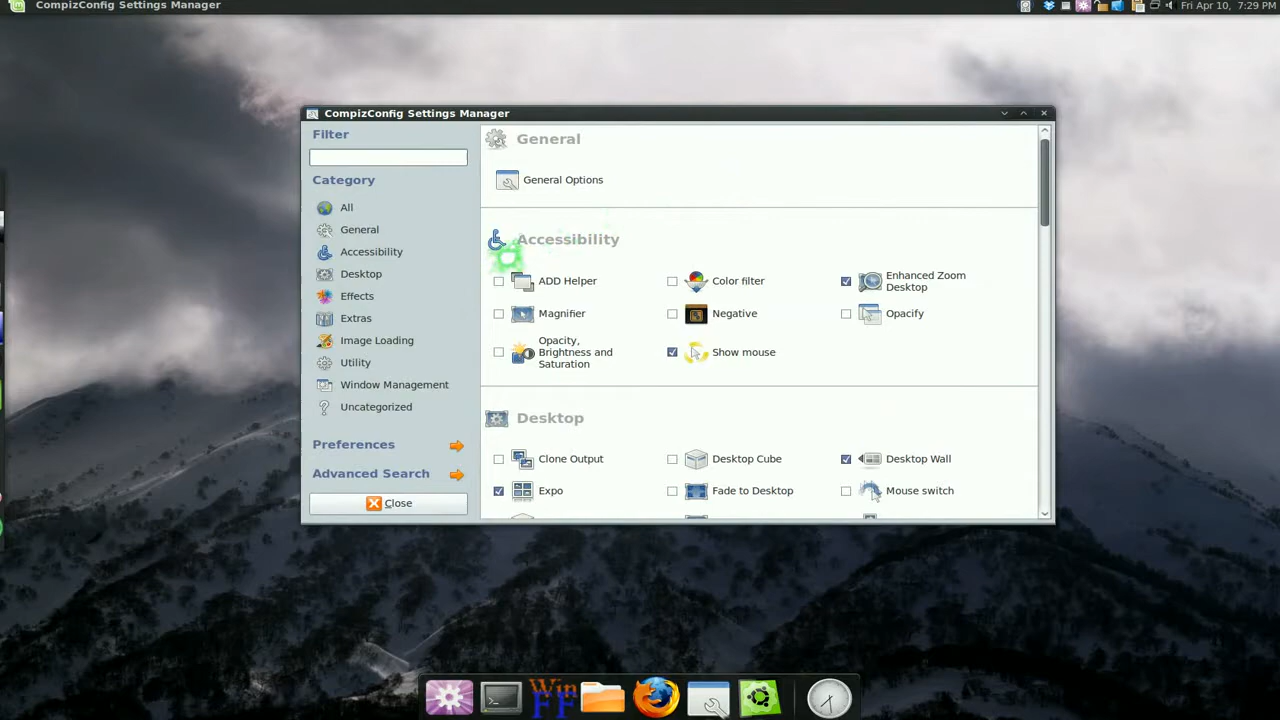 CompizConfig Settings Manager
Fri Apr 10, 7:29 PM
CompizConfig Settings Manager
Filter
Category
All
General
Accessibility
Desktop
Effects
Extras
Image Loading
Utility
Window Management
Uncategorized
Preferences
Advanced Search
Close
General
General Options
Accessibility
ADD Helper
Color filter
Enhanced Zoom
Desktop
Magnifier
Negative
Opacify
Opacity,
Brightness and
Saturation
Show mouse
Desktop
Clone Output
Desktop Cube
Desktop Wall
Expo
Fade to Desktop
Mouse switch
Win
FF